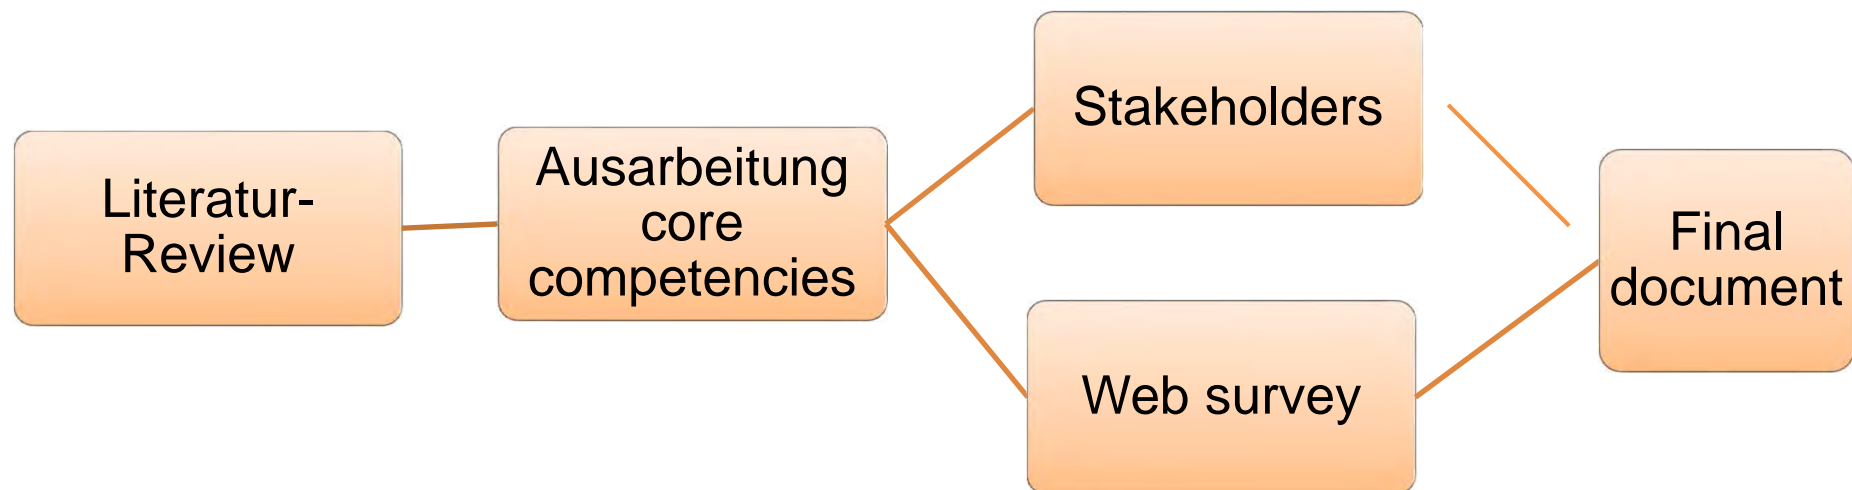 Literatur-
Review
Ausarbeitung
core
competencies
Stakeholders
Web survey
Final
document